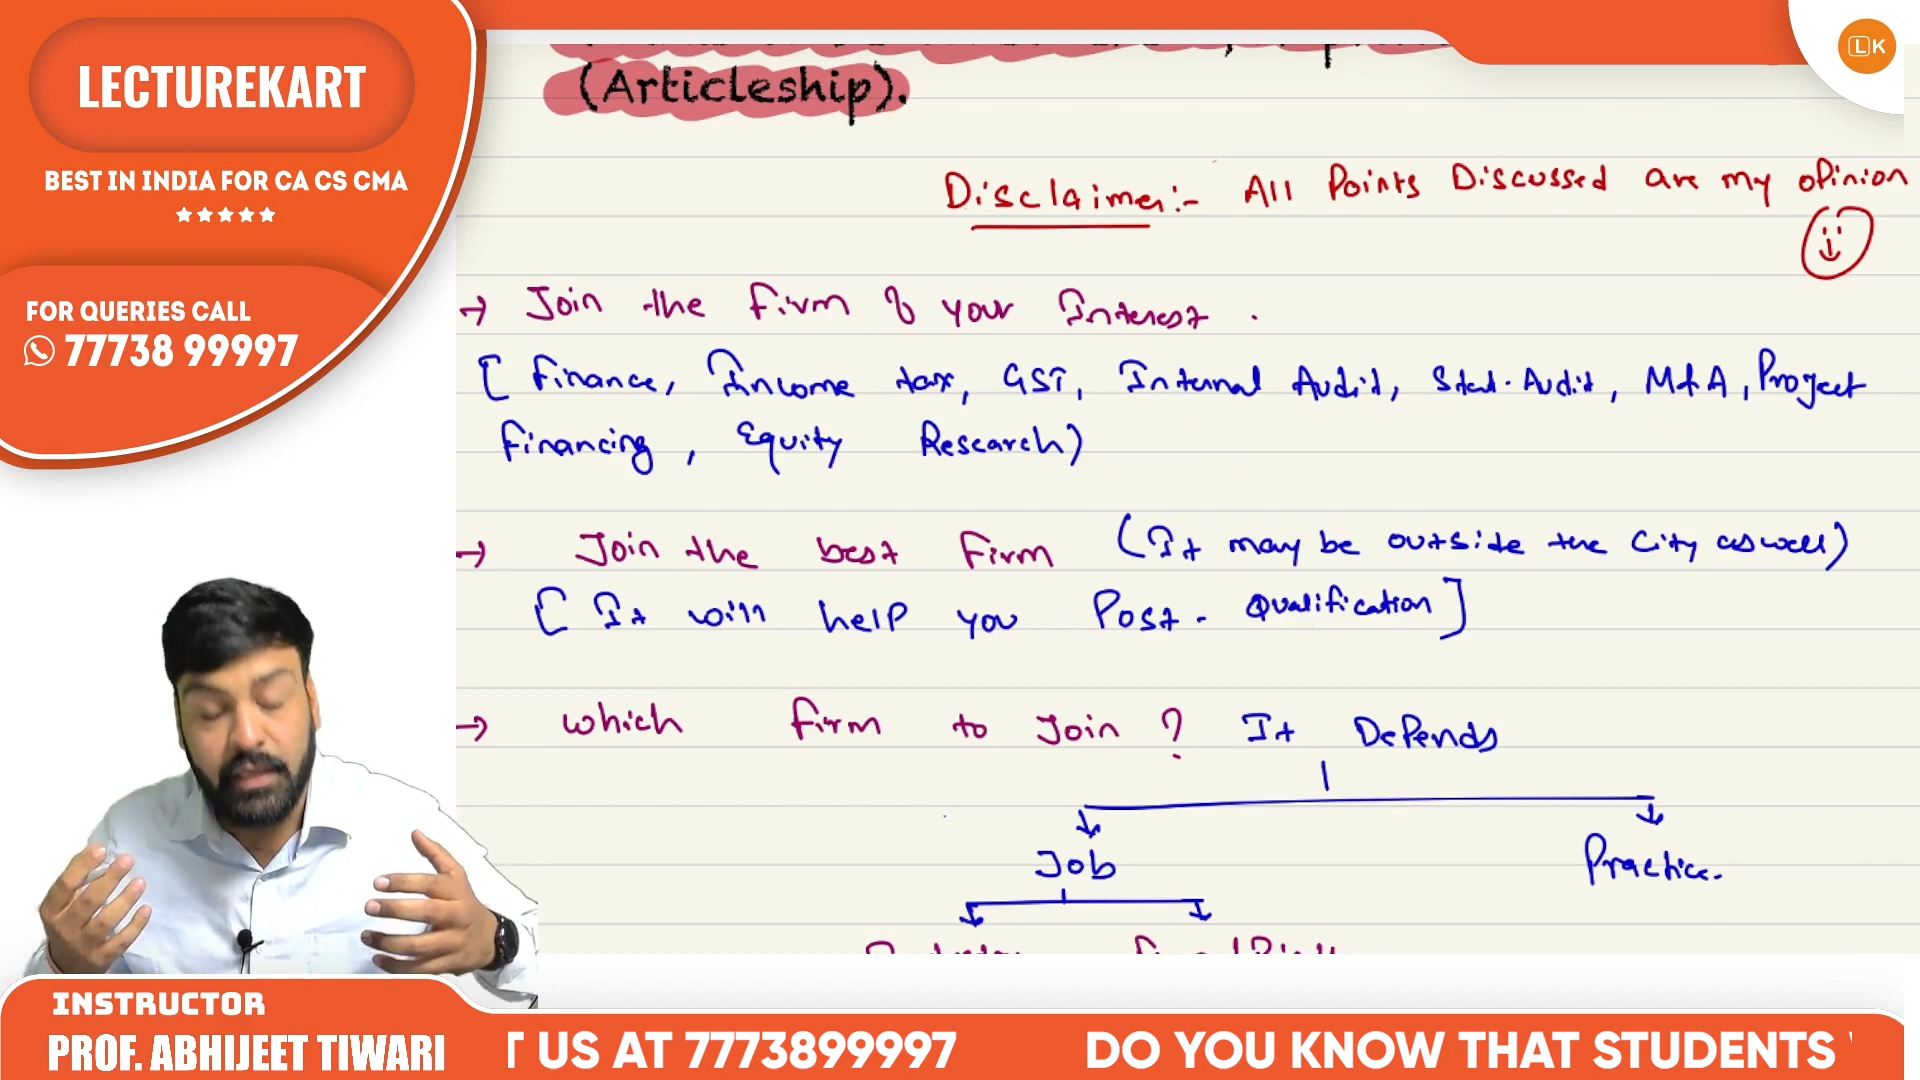 LECTUREKART
BEST IN INDIA FOR CA CS CMA
FOR QUERIES CALL
77738 99997
LK
(Articleship).
Disclaimer:- All Points Discussed are my opinion
→ Join the firm of your Interest.
[Finance, Income tax, GST, Internal Audit, Stat. Audit, M&A, Project
financing, Equity Research)
→ Join the best firm (It may be outside the City as well)
[It will help you Post-Qualification]
→ which firm to Join? It Depends
Job
Practice.
INSTRUCTOR
PROF. ABHIJEET TIWARI
T US AT 7773899997 DO YOU KNOW THAT STUDENTS